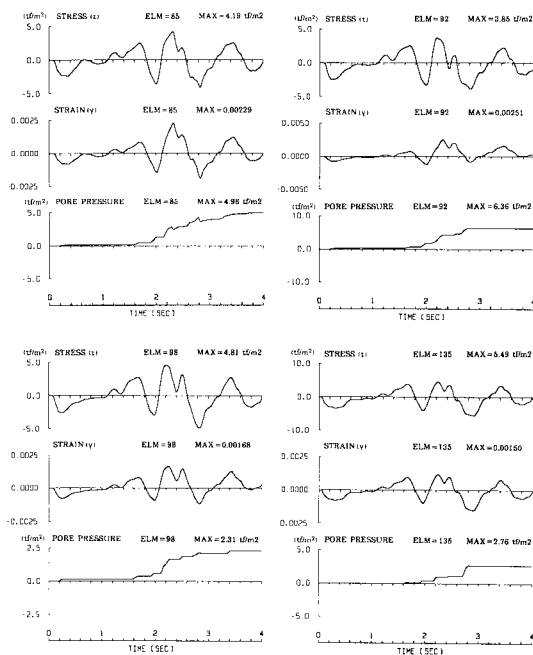 (tf/m²) STRESS (τ) ELM=85 MAX=4.19 tf/m2
5.0
0.0
-5.0
STRAIN (γ) ELM=85 MAX=0.00229
0.0025
0.0000
-0.0025
(tf/m²) PORE PRESSURE ELM=85 MAX=4.98 tf/m2
5.0
0.0
-5.0
0 1 2 3 4
TIME (SEC)
(tf/m²) STRESS (τ) ELM=92 MAX=3.85 tf/m2
5.0
0.0
-5.0
STRAIN (γ) ELM=92 MAX=0.00251
0.0050
0.0000
-0.0050
(tf/m²) PORE PRESSURE ELM=92 MAX=6.36 tf/m2
10.0
0.0
-10.0
0 1 2 3 4
TIME (SEC)
(tf/m²) STRESS (τ) ELM=98 MAX=4.81 tf/m2
5.0
0.0
-5.0
STRAIN (γ) ELM=98 MAX=0.00168
0.0025
0.0000
-0.0025
(tf/m²) PORE PRESSURE ELM=98 MAX=2.31 tf/m2
2.5
0.0
-2.5
0 1 2 3 4
TIME (SEC)
(tf/m²) STRESS (τ) ELM=135 MAX=5.49 tf/m2
10.0
0.0
-10.0
STRAIN (γ) ELM=135 MAX=0.00150
0.0025
0.0000
0.0025
(tf/m²) PORE PRESSURE ELM=135 MAX=2.76 tf/m2
5.0
0.0
-5.0
0 1 2 3 4
TIME (SEC)